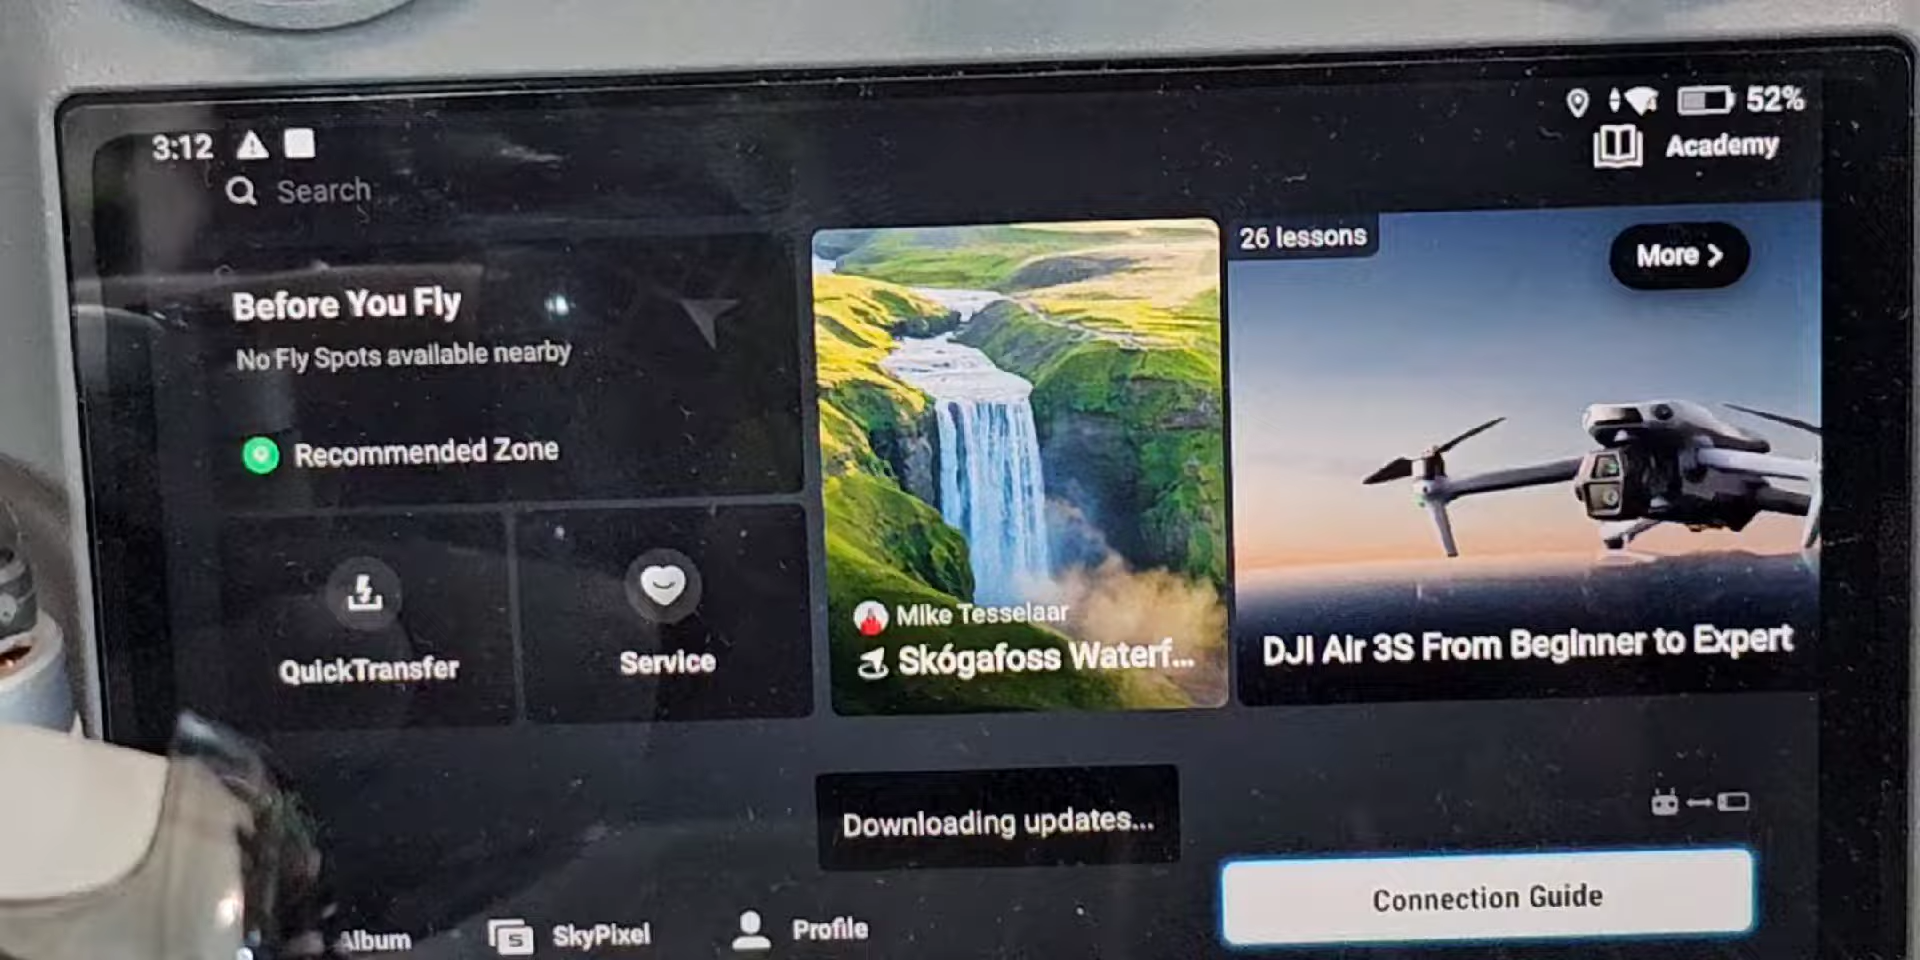 3:12
52%
Academy
Search
Before You Fly
No Fly Spots available nearby
Recommended Zone
QuickTransfer
Service
Mike Tesselaar
Skógafoss Waterf...
26 lessons
More >
DJI Air 3S From Beginner to Expert
Downloading updates...
Connection Guide
Album
SkyPixel
Profile